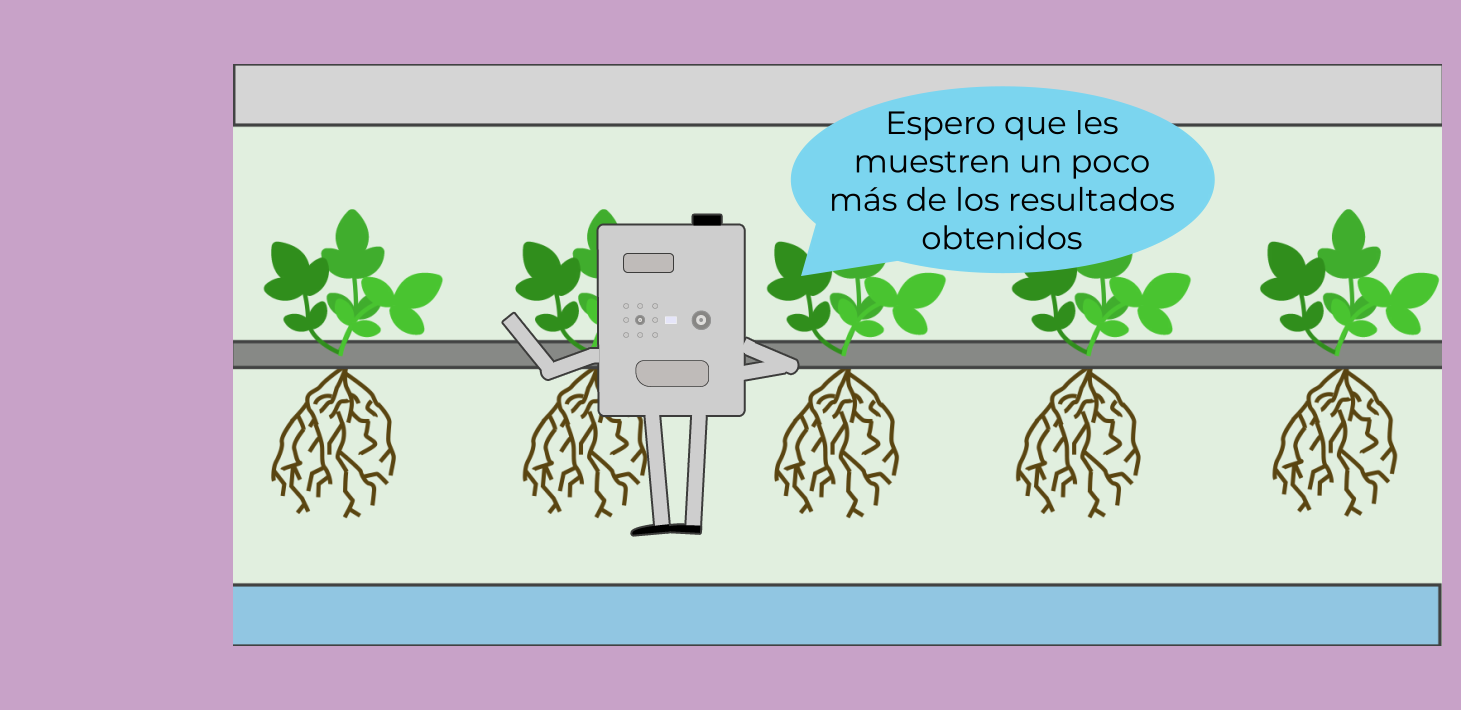 Espero que les
muestren un poco
más de los resultados
obtenidos